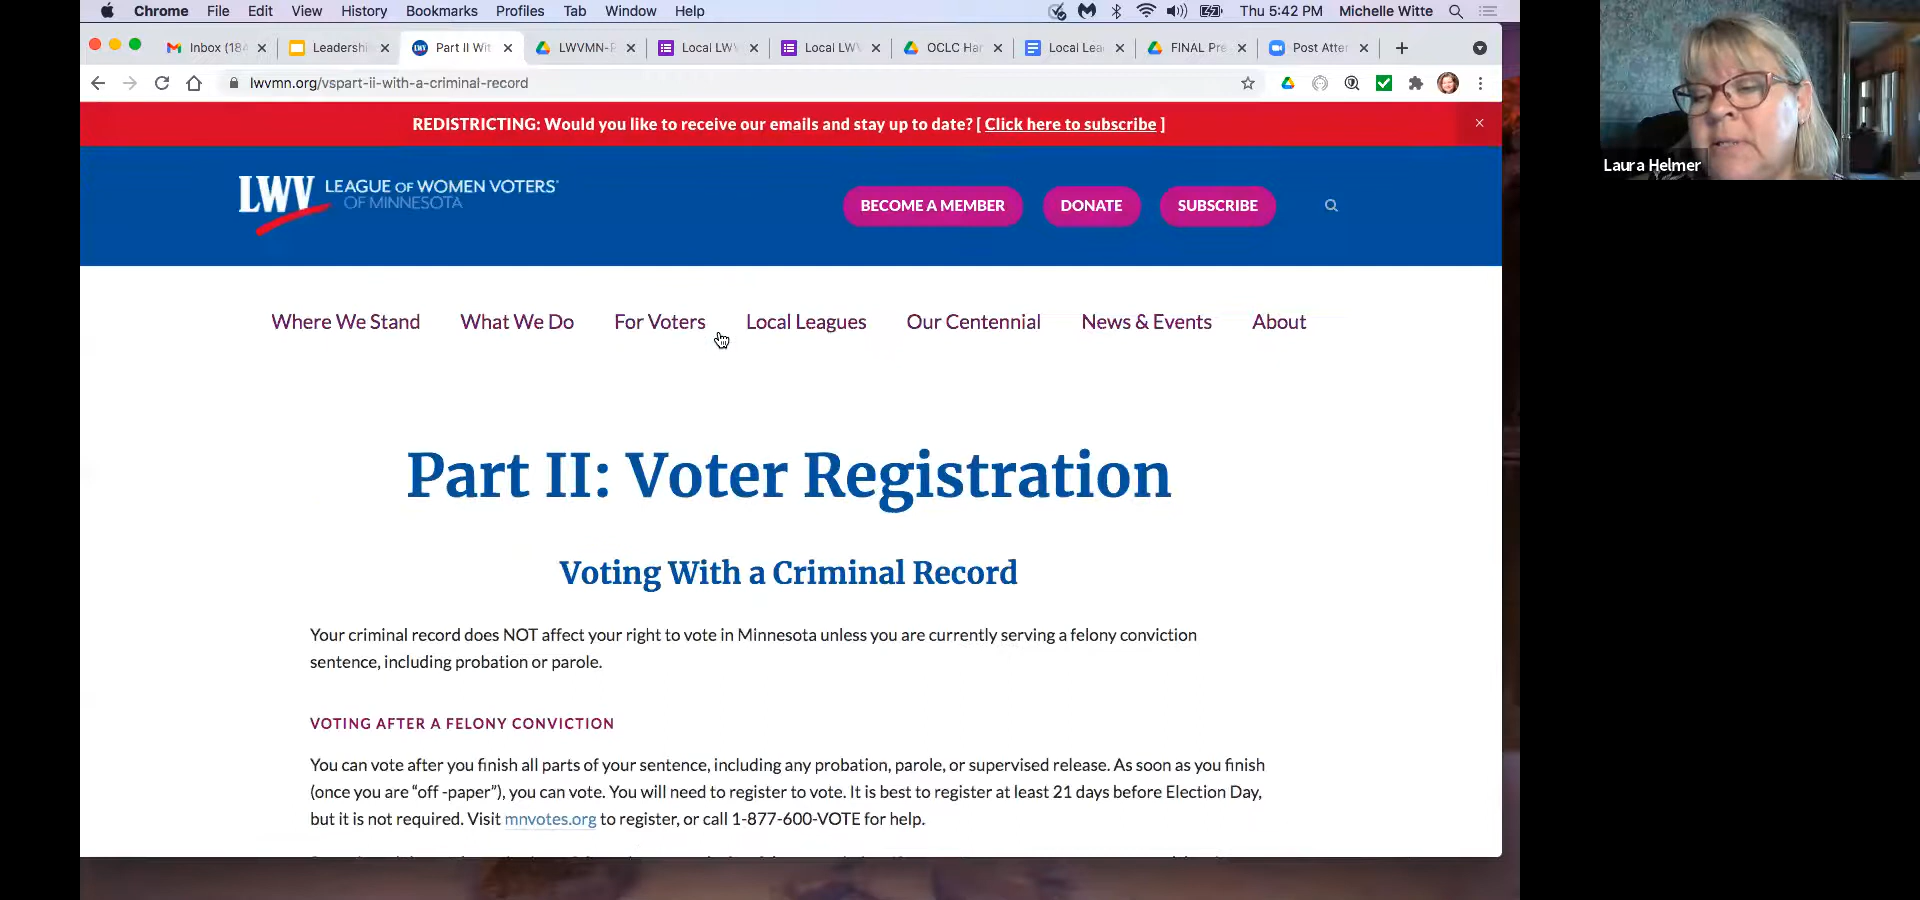 Chrome File Edit View History Bookmarks Profiles Tab Window Help Thu 5:42 PM Michelle Witte
Inbox (184 Leadershi Part II Wit LWVMN-E Local LWV Local LWV OCLC Har Local Lea FINAL Pre Post Atter
lwvmn.org/vspart-ii-with-a-criminal-record
REDISTRICTING: Would you like to receive our emails and stay up to date? [ Click here to subscribe ]
LWV LEAGUE OF WOMEN VOTERS®
OF MINNESOTA
BECOME A MEMBER DONATE SUBSCRIBE
Where We Stand What We Do For Voters Local Leagues Our Centennial News & Events About
Part II: Voter Registration
Voting With a Criminal Record
Your criminal record does NOT affect your right to vote in Minnesota unless you are currently serving a felony conviction
sentence, including probation or parole.
VOTING AFTER A FELONY CONVICTION
You can vote after you finish all parts of your sentence, including any probation, parole, or supervised release. As soon as you finish
(once you are “off -paper”), you can vote. You will need to register to vote. It is best to register at least 21 days before Election Day,
but it is not required. Visit mnvotes.org to register, or call 1-877-600-VOTE for help.
Laura Helmer